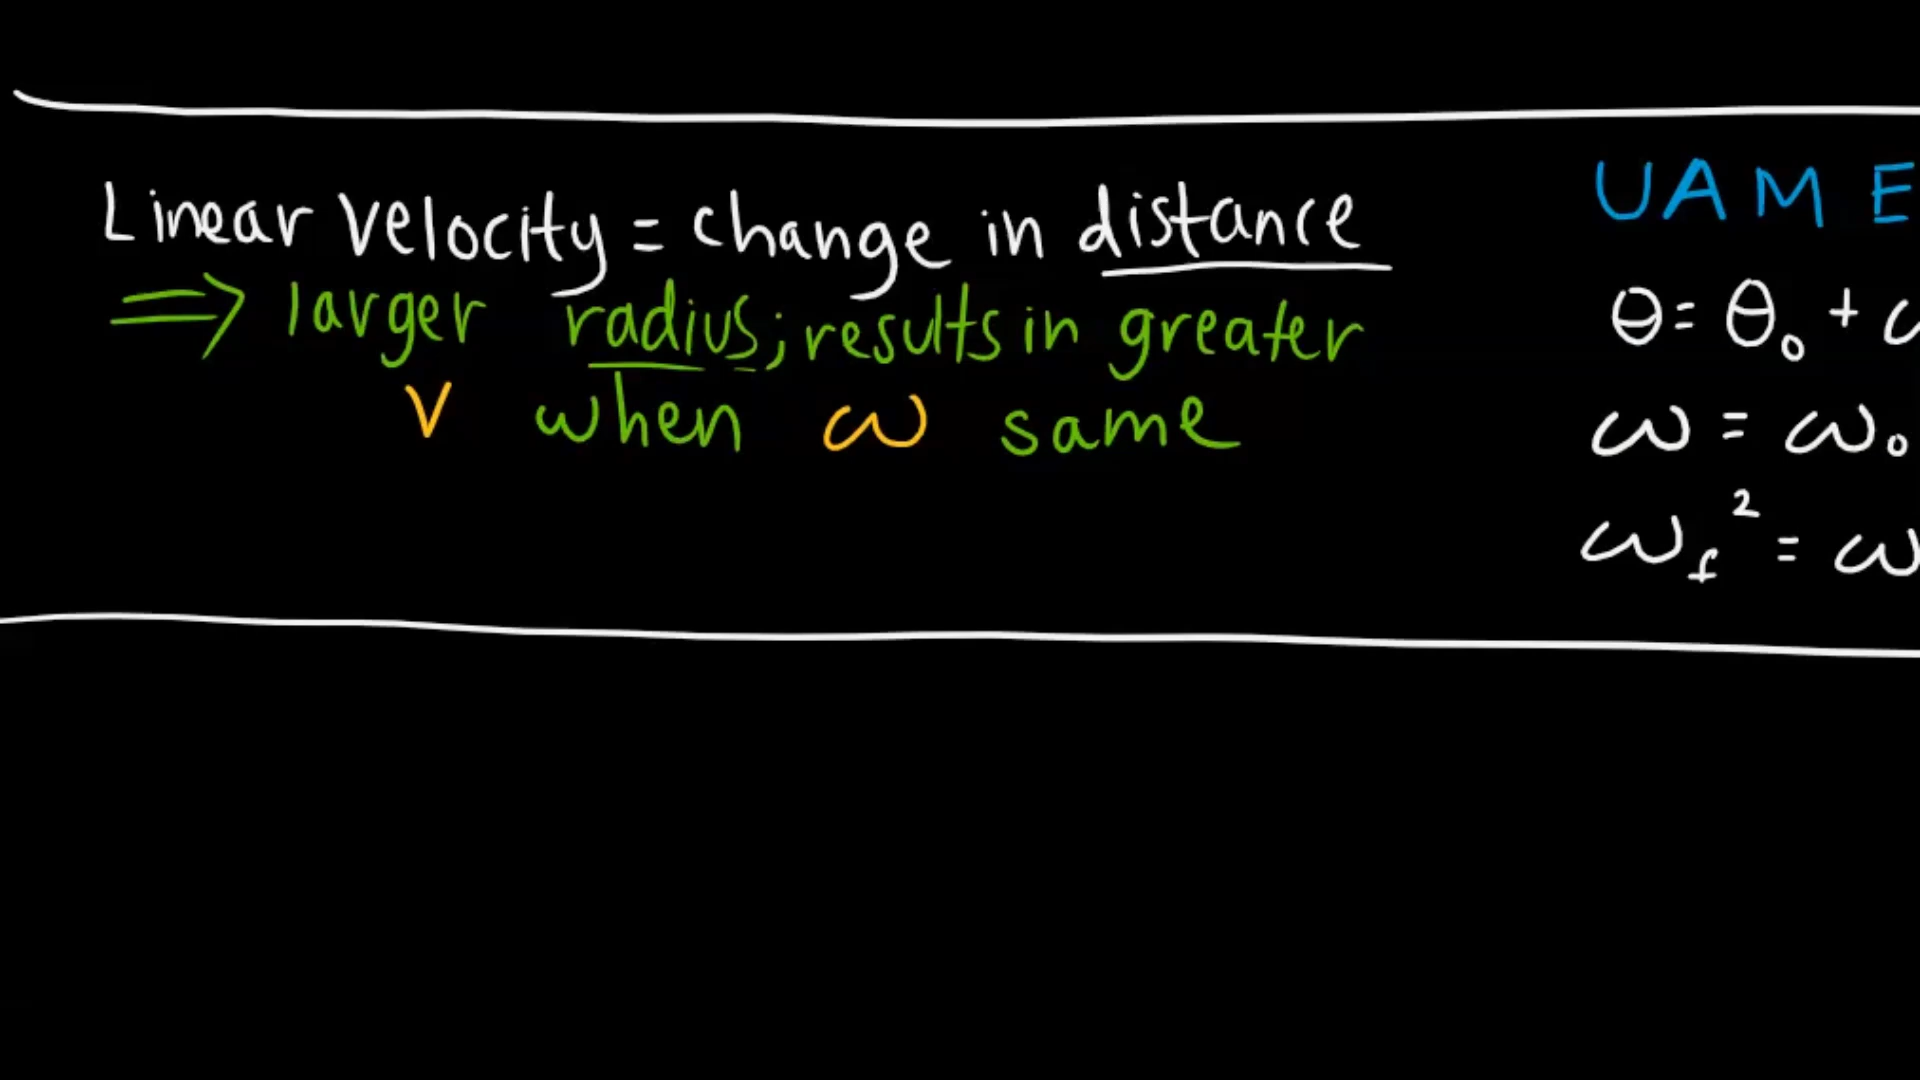 Linear velocity = change in distance
⇒ larger radius; results in greater
v when ω same
UAM E
θ = θ₀ +
ω = ω₀
ω_f² = ω